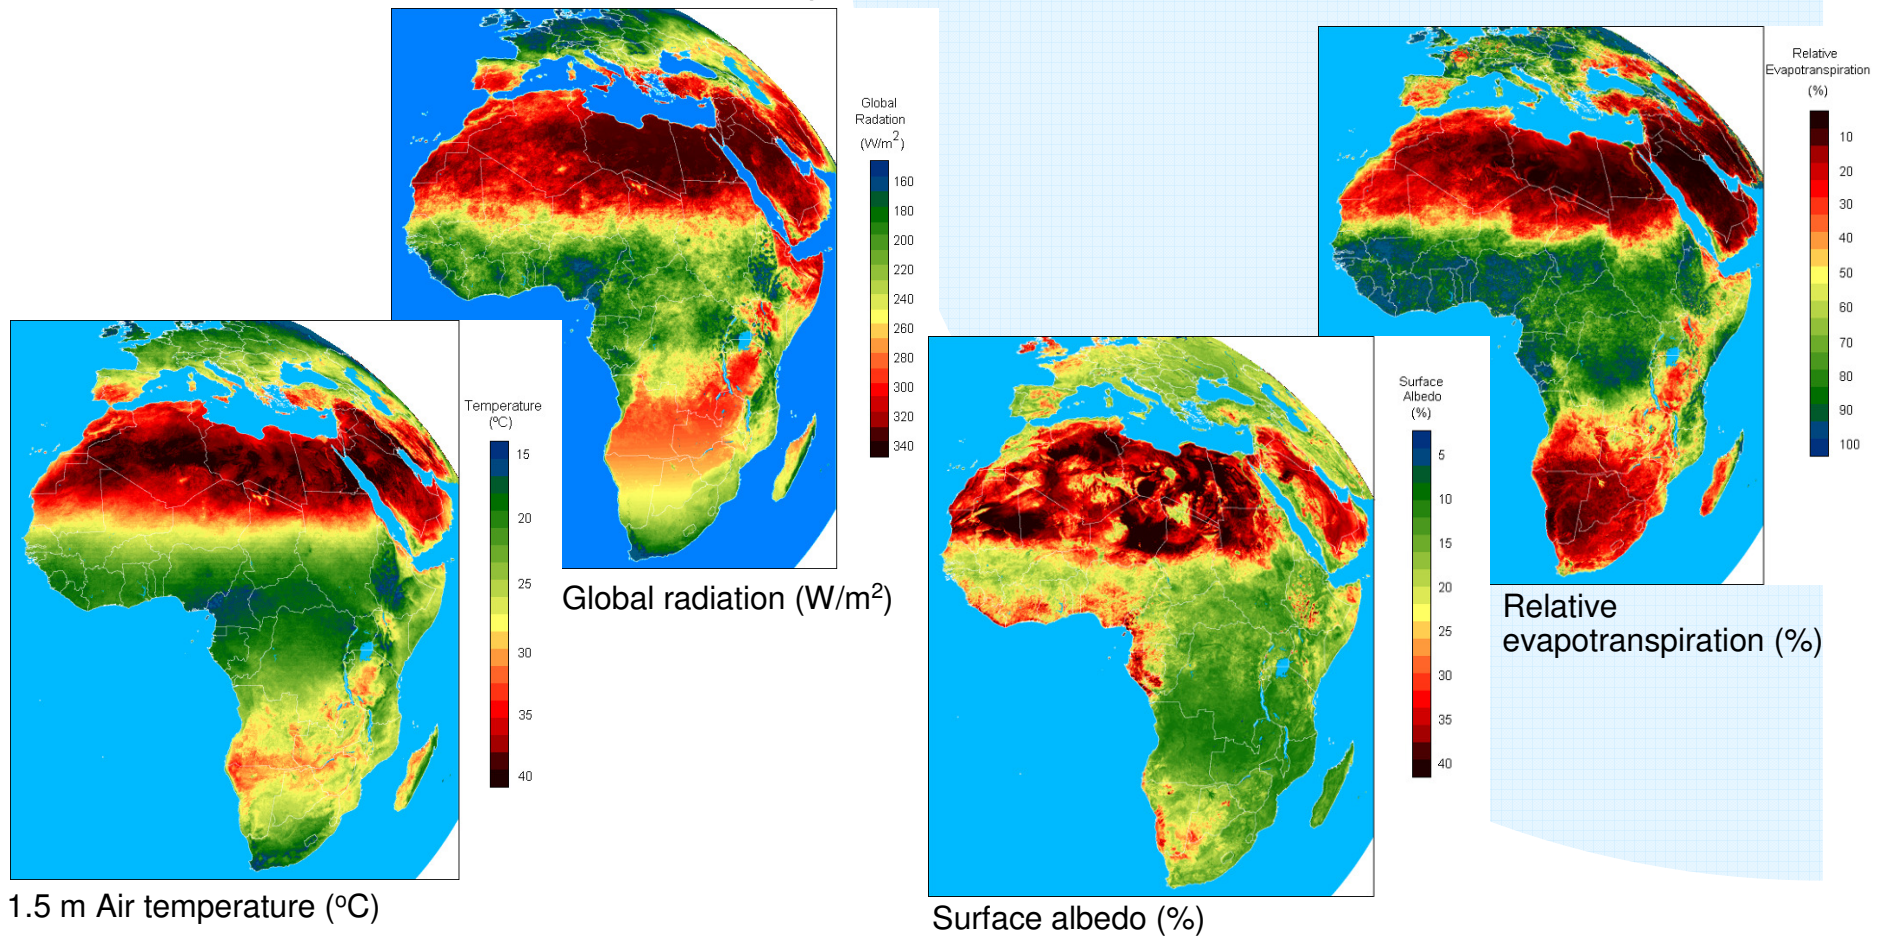 Global
Radation
(W/m²)
160
180
200
220
240
260
280
300
320
340
Global radiation (W/m²)
Relative
Evapotranspiration
(%)
10
20
30
40
50
60
70
80
90
100
Relative
evapotranspiration (%)
Temperature
(ºC)
15
20
25
30
35
40
1.5 m Air temperature (ºC)
Surface
Albedo
(%)
5
10
15
20
25
30
35
40
Surface albedo (%)